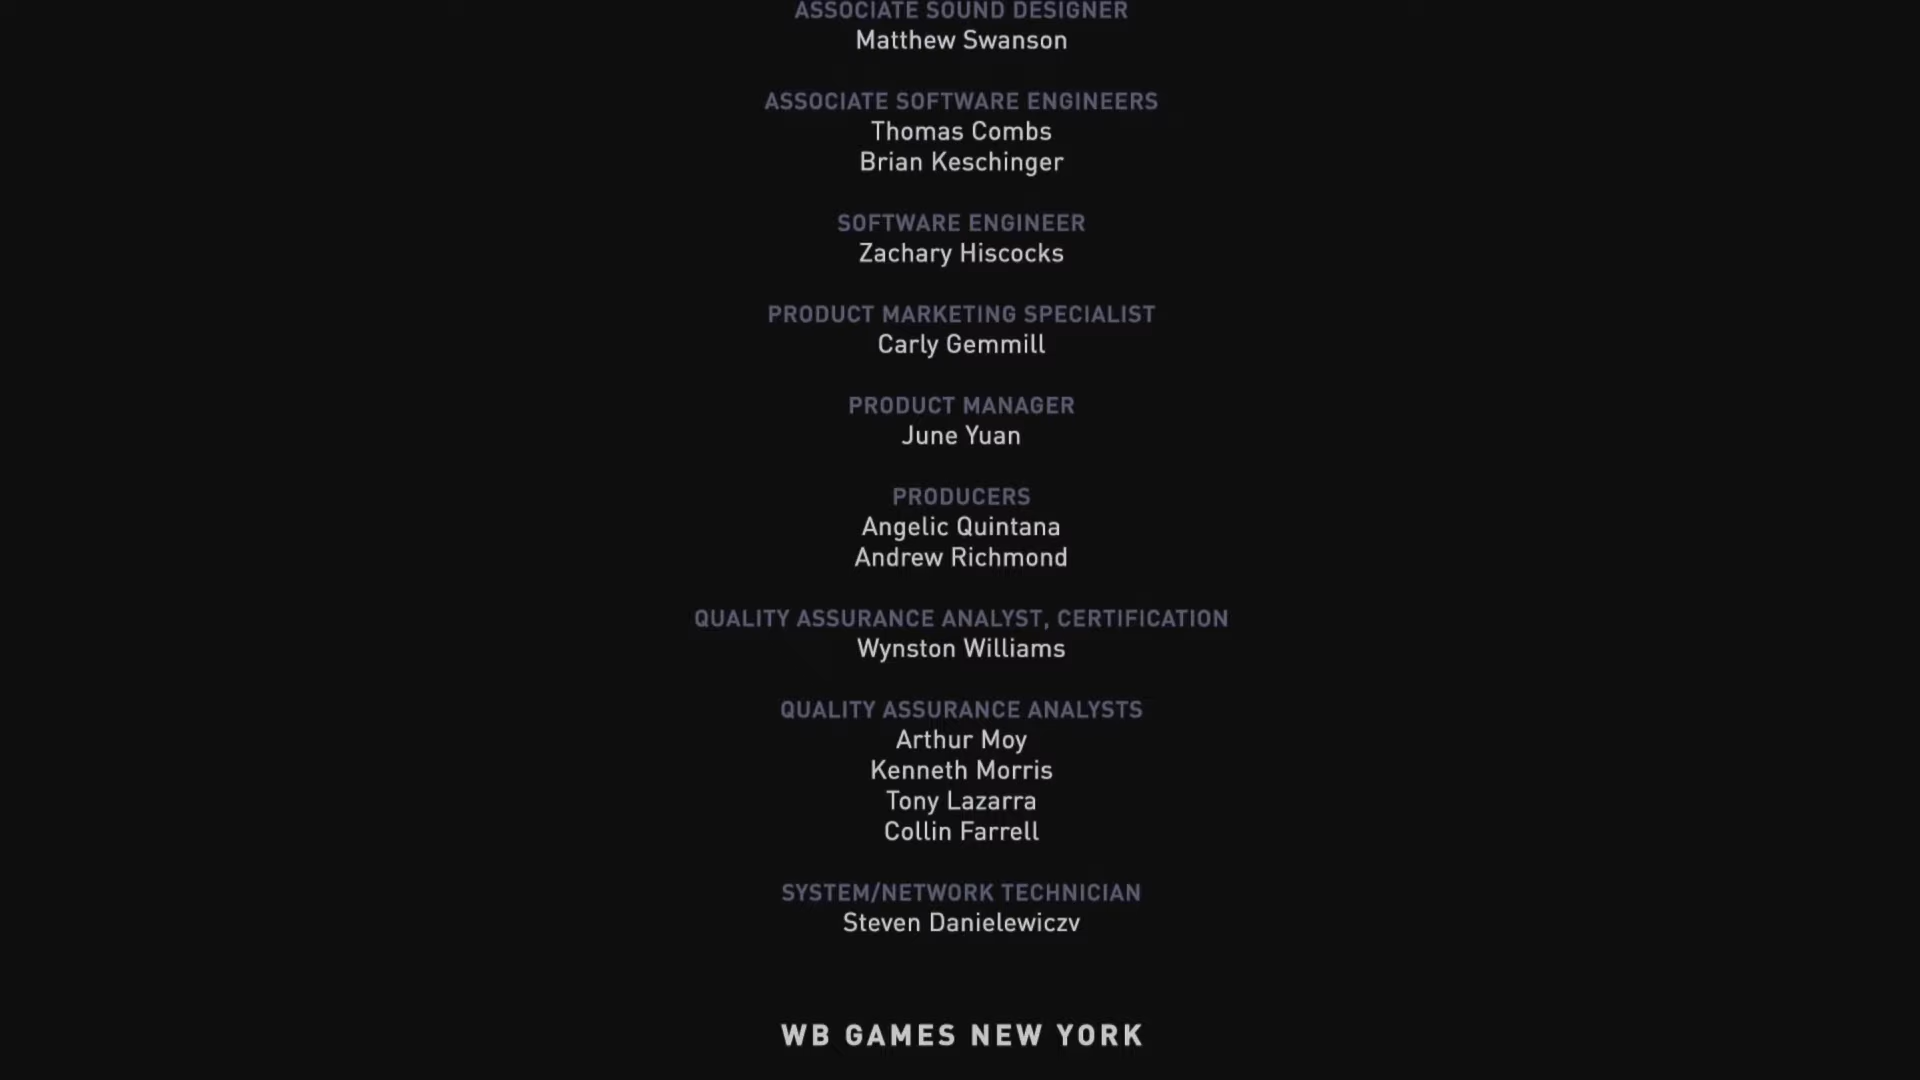 ASSOCIATE SOUND DESIGNER
Matthew Swanson
ASSOCIATE SOFTWARE ENGINEERS
Thomas Combs
Brian Keschinger
SOFTWARE ENGINEER
Zachary Hiscocks
PRODUCT MARKETING SPECIALIST
Carly Gemmill
PRODUCT MANAGER
June Yuan
PRODUCERS
Angelic Quintana
Andrew Richmond
QUALITY ASSURANCE ANALYST, CERTIFICATION
Wynston Williams
QUALITY ASSURANCE ANALYSTS
Arthur Moy
Kenneth Morris
Tony Lazarra
Collin Farrell
SYSTEM/NETWORK TECHNICIAN
Steven Danielewiczv
WB GAMES NEW YORK